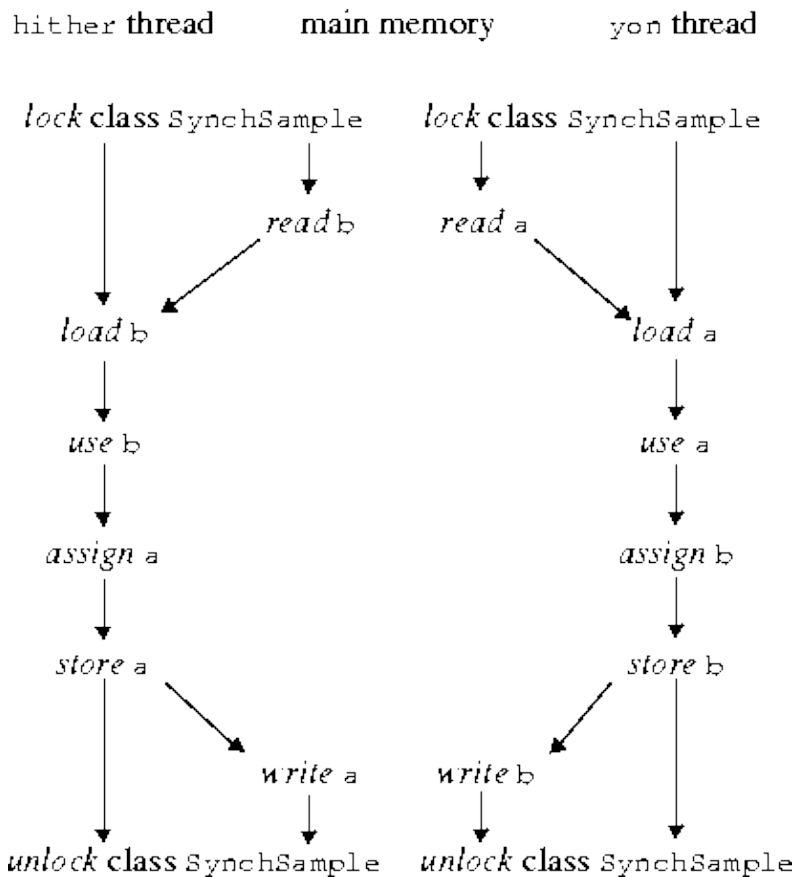 hither thread main memory yon thread
lock class SynchSample lock class SynchSample
read b read a
load b load a
use b use a
assign a assign b
store a store b
write a write b
unlock class SynchSample unlock class SynchSample